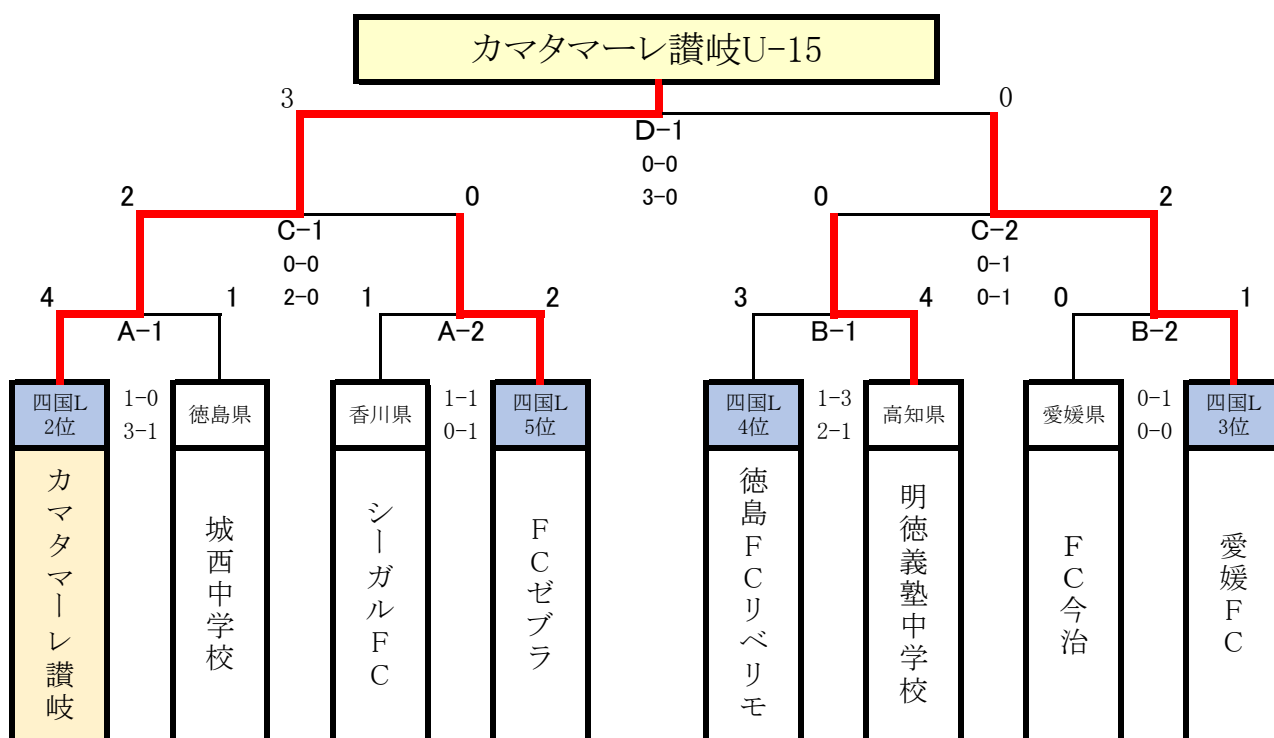 カマタマーレ讃岐U-15
3
0
D-1
0-0
3-0
2
0
0
2
C-1
0-0
2-0
C-2
0-1
0-1
4
1
1
2
3
4
0
1
A-1
A-2
B-1
B-2
四国L
2位
1-0
3-1
徳島県
香川県
1-1
0-1
四国L
5位
四国L
4位
1-3
2-1
高知県
愛媛県
0-1
0-0
四国L
3位
カマタマーレ讃岐
城西中学校
シーガルFC
FCゼブラ
徳島FCリベリモ
明徳義塾中学校
FC今治
愛媛FC